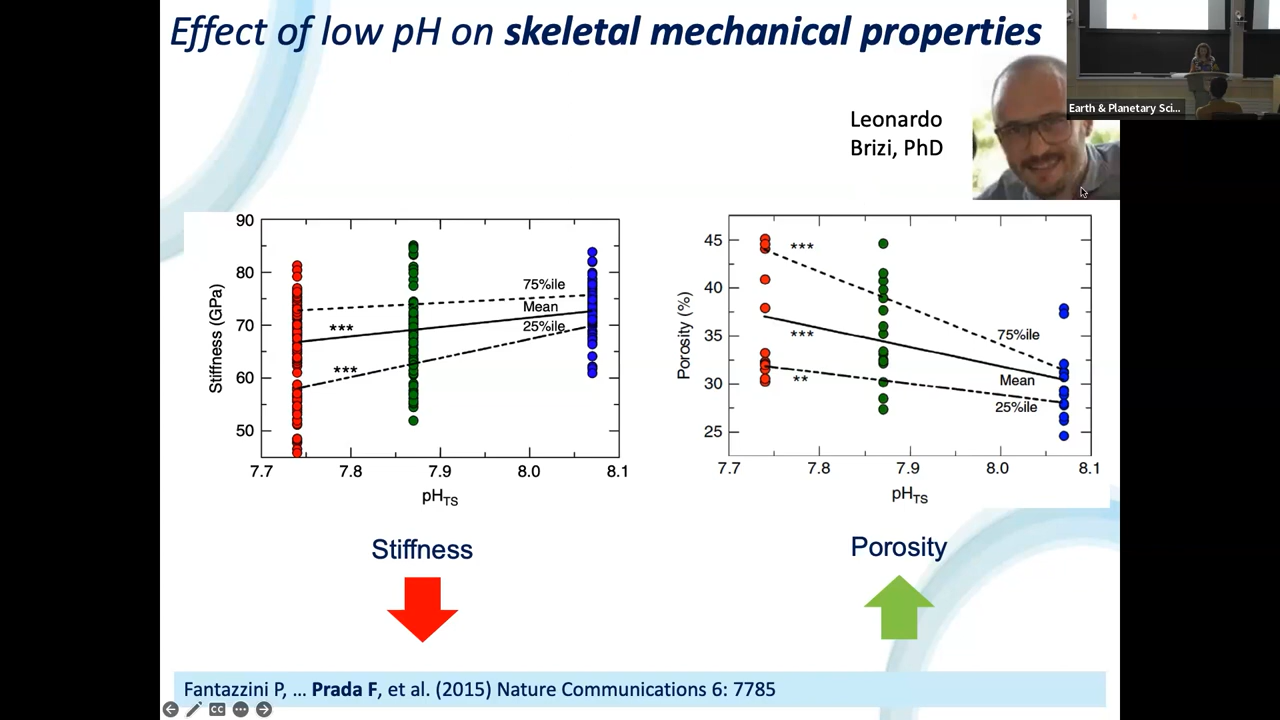 Effect of low pH on skeletal mechanical properties
Earth & Planetary Sci...
Leonardo
Brizi, PhD
90
80
70
60
50
Stiffness (GPa)
75%ile
Mean
25%ile
***
***
7.7
7.8
7.9
8.0
8.1
pHTS
45
40
35
30
25
Porosity (%)
***
***
**
75%ile
Mean
25%ile
7.7
7.8
7.9
8.0
8.1
pHTS
Stiffness
Porosity
Fantazzini P, ... Prada F, et al. (2015) Nature Communications 6: 7785
CC